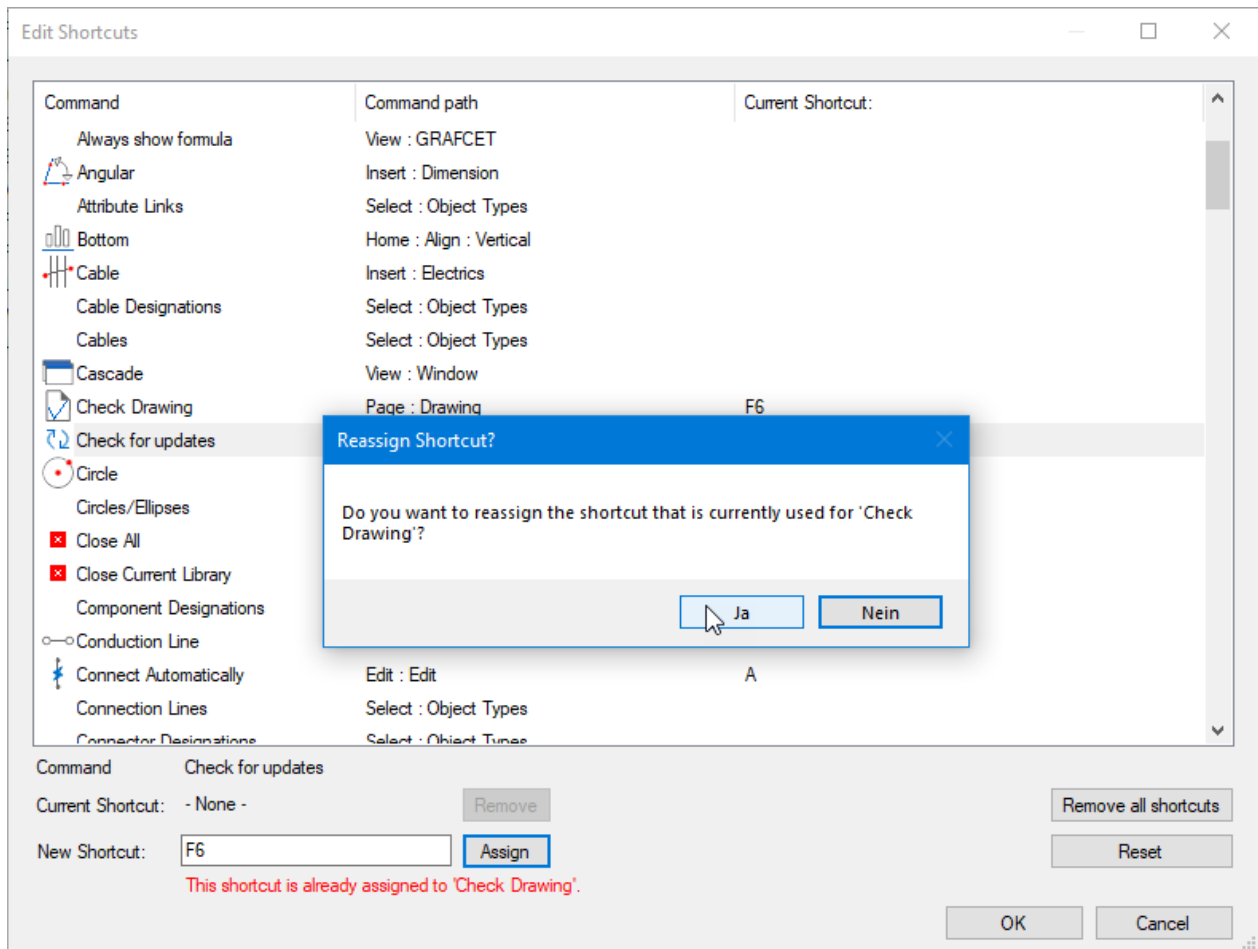 Edit Shortcuts
Command Command path Current Shortcut:
Always show formula View : GRAFCET
Angular Insert : Dimension
Attribute Links Select : Object Types
Bottom Home : Align : Vertical
Cable Insert : Electrics
Cable Designations Select : Object Types
Cables Select : Object Types
Cascade View : Window
Check Drawing Page : Drawing F6
Check for updates
Circle
Circles/Ellipses
Close All
Close Current Library
Component Designations
Conduction Line
Reassign Shortcut?
Do you want to reassign the shortcut that is currently used for 'Check
Drawing'?
Ja Nein
Connect Automatically Edit : Edit A
Connection Lines Select : Object Types
Connector Designations Select : Object Types
Command Check for updates
Current Shortcut: - None - Remove Remove all shortcuts
New Shortcut: F6 Assign Reset
This shortcut is already assigned to 'Check Drawing'.
OK Cancel